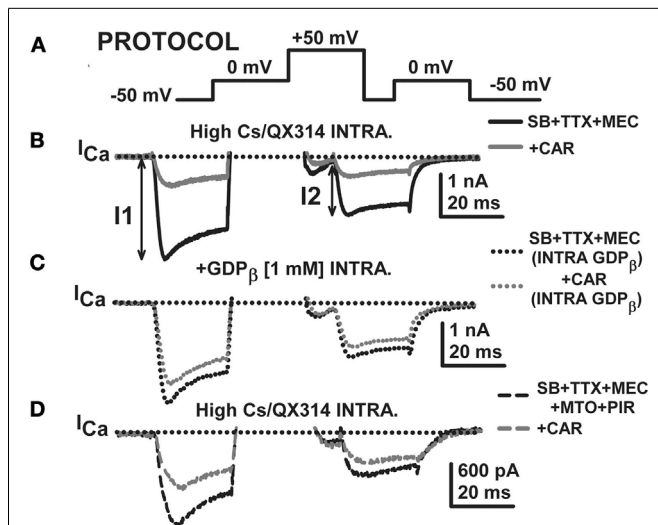 A PROTOCOL
+50 mV
0 mV
0 mV
-50 mV
-50 mV
B
High Cs/QX314 INTRA.
SB+TTX+MEC
+CAR
ICa
I1
I2
1 nA
20 ms
C
+GDPβ [1 mM] INTRA.
SB+TTX+MEC
(INTRA GDPβ)
+CAR
(INTRA GDPβ)
ICa
1 nA
20 ms
D
High Cs/QX314 INTRA.
SB+TTX+MEC
+MTO+PIR
+CAR
ICa
600 pA
20 ms